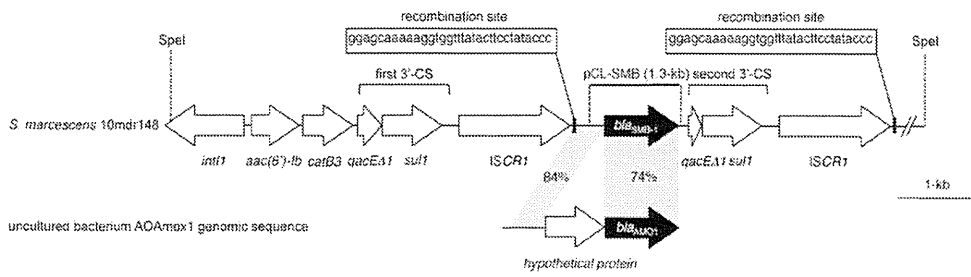 recombination site
recombination site
SpeI
ggagcaaaaaggtggtttatacttcctataccc
ggagcaaaaaggtggtttatacttcctataccc
SpeI
first 3'-CS
pCL-SMB (1.3-kb)
second 3'-CS
S. marcescens 10mdr148
blaSMB-1
intI1
aac(6')-Ib
catB3
qacEΔ1
sul1
ISCR1
qacEΔ1
sul1
ISCR1
84%
74%
1-kb
uncultured bacterium AOAmox1 genomic sequence
blaAMO1
hypothetical protein